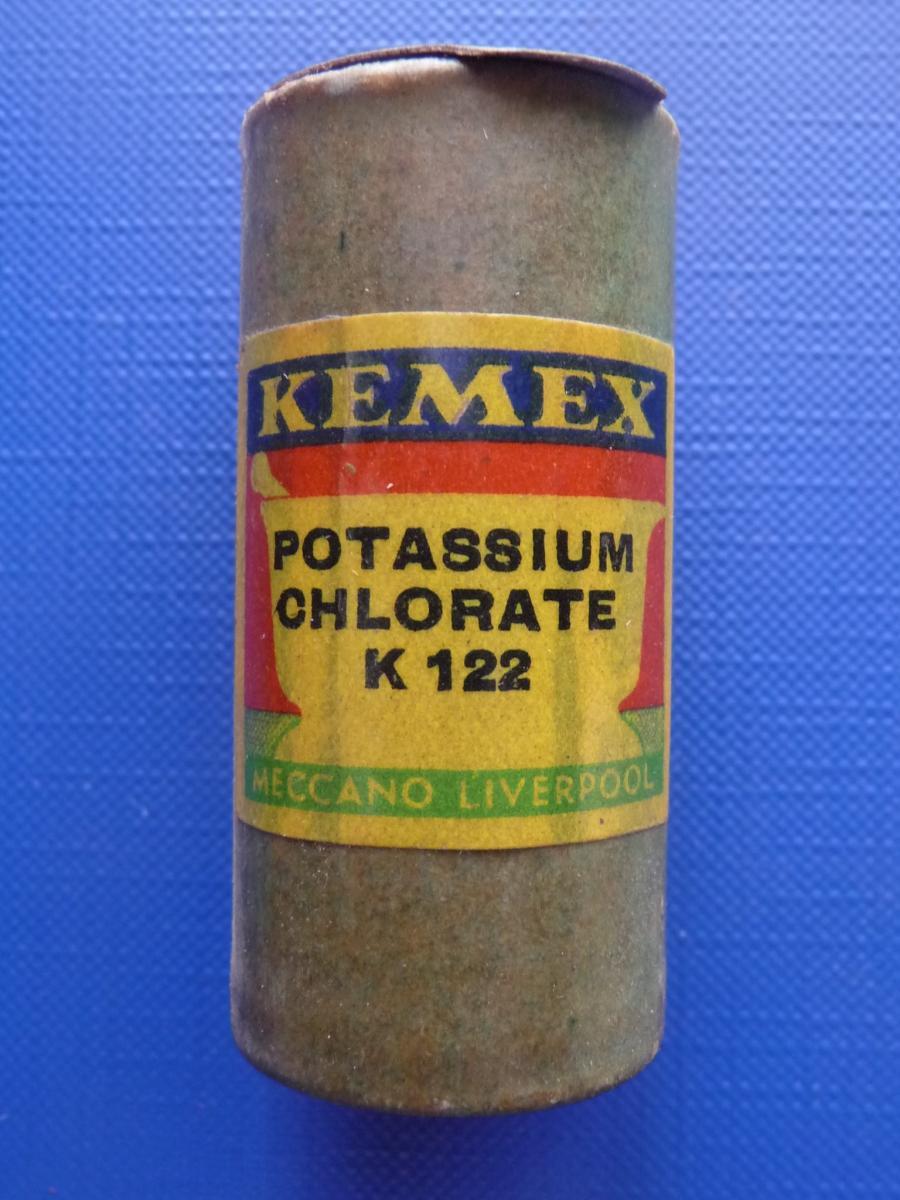 KEMEX
POTASSIUM
CHLORATE
K 122
MECCANO LIVERPOOL